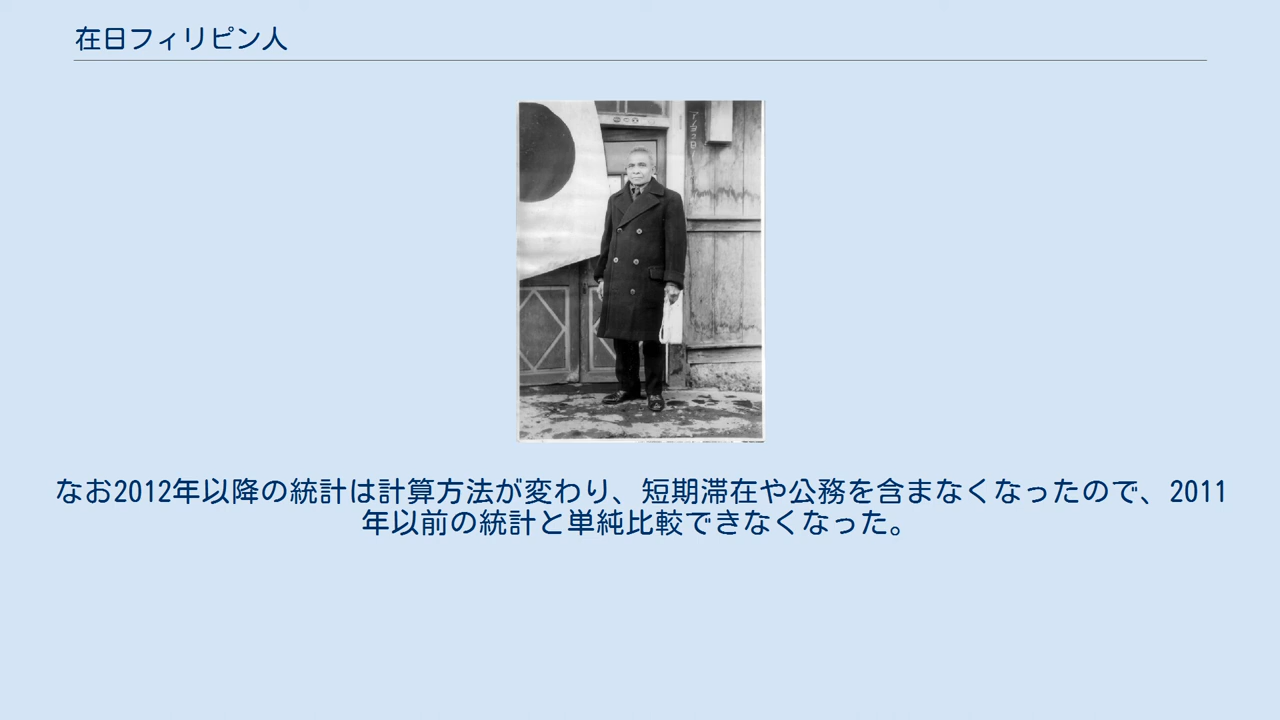 在日フィリピン人
なお2012年以降の統計は計算方法が変わり、短期滞在や公務を含まなくなったので、2011
年以前の統計と単純比較できなくなった。